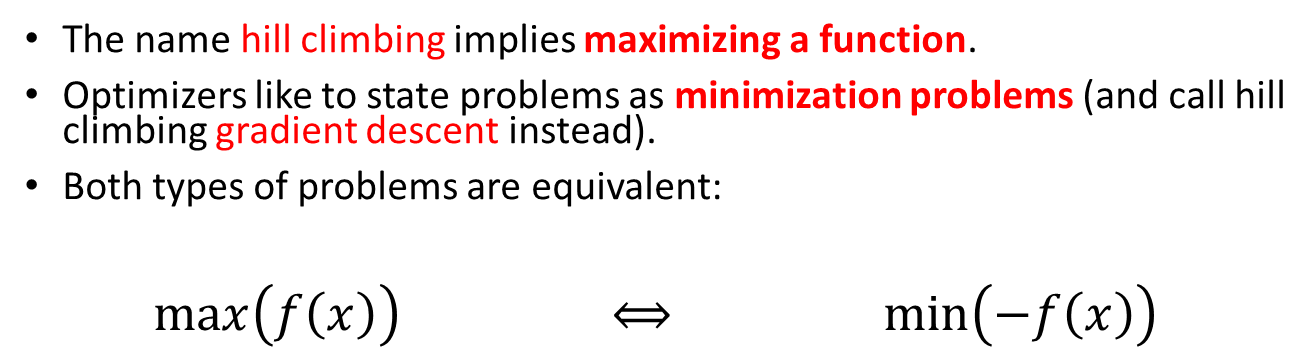 • The name hill climbing implies maximizing a function.
• Optimizers like to state problems as minimization problems (and call hill
climbing gradient descent instead).
• Both types of problems are equivalent:
max(f(x)) ⟺ min(−f(x))